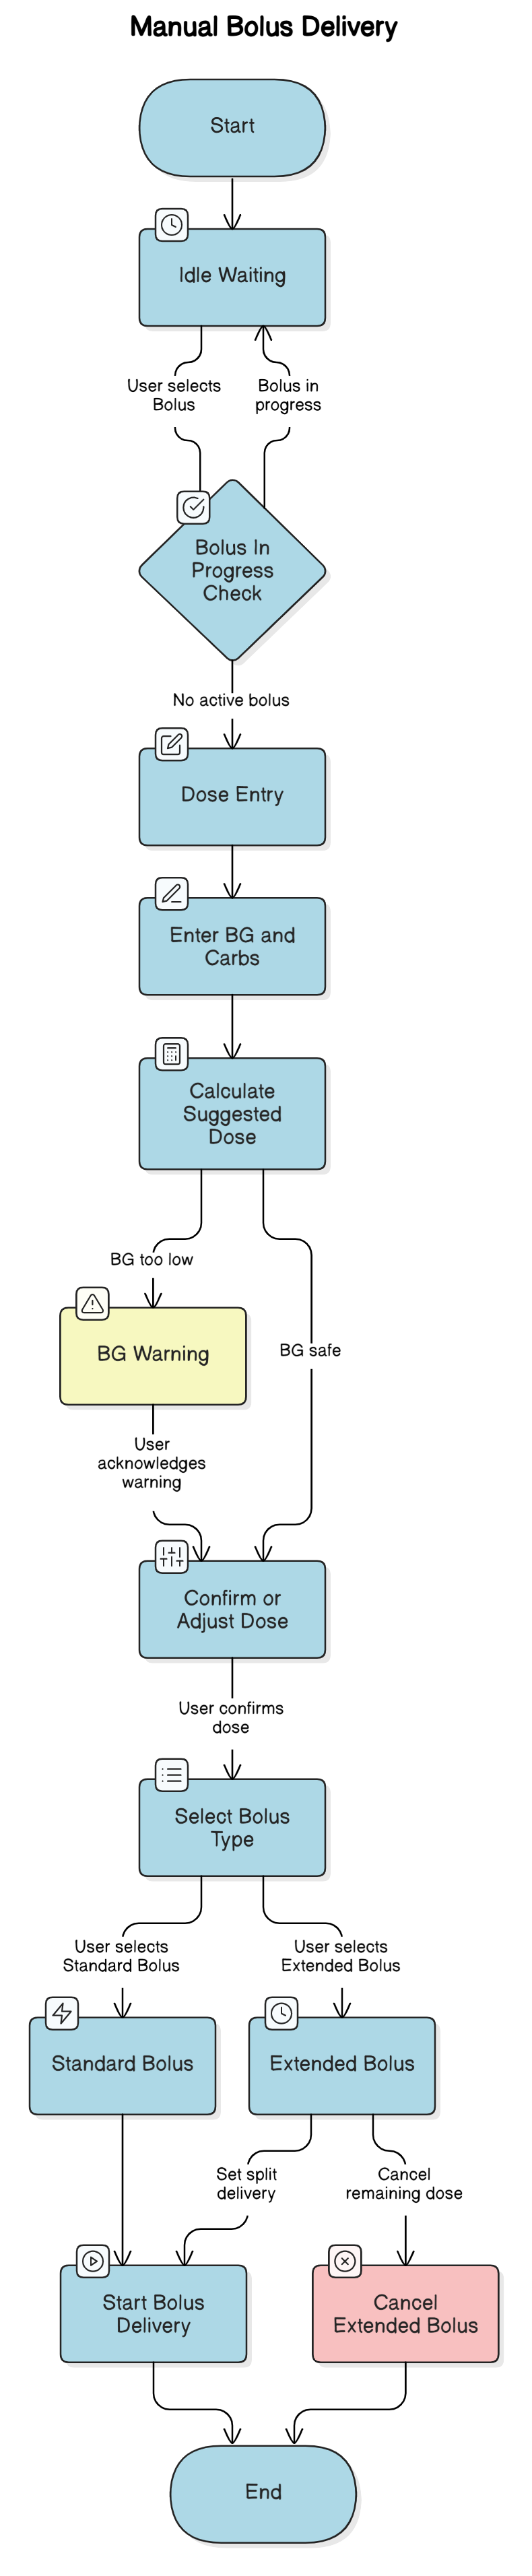 Manual Bolus Delivery
Start
Idle Waiting
User selects
Bolus
Bolus in
progress
Bolus In
Progress
Check
No active bolus
Dose Entry
Enter BG and
Carbs
Calculate
Suggested
Dose
BG too low
BG Warning
BG safe
User
acknowledges
warning
Confirm or
Adjust Dose
User confirms
dose
Select Bolus
Type
User selects
Standard Bolus
User selects
Extended Bolus
Standard Bolus
Extended Bolus
Set split
delivery
Cancel
remaining dose
Start Bolus
Delivery
Cancel
Extended Bolus
End